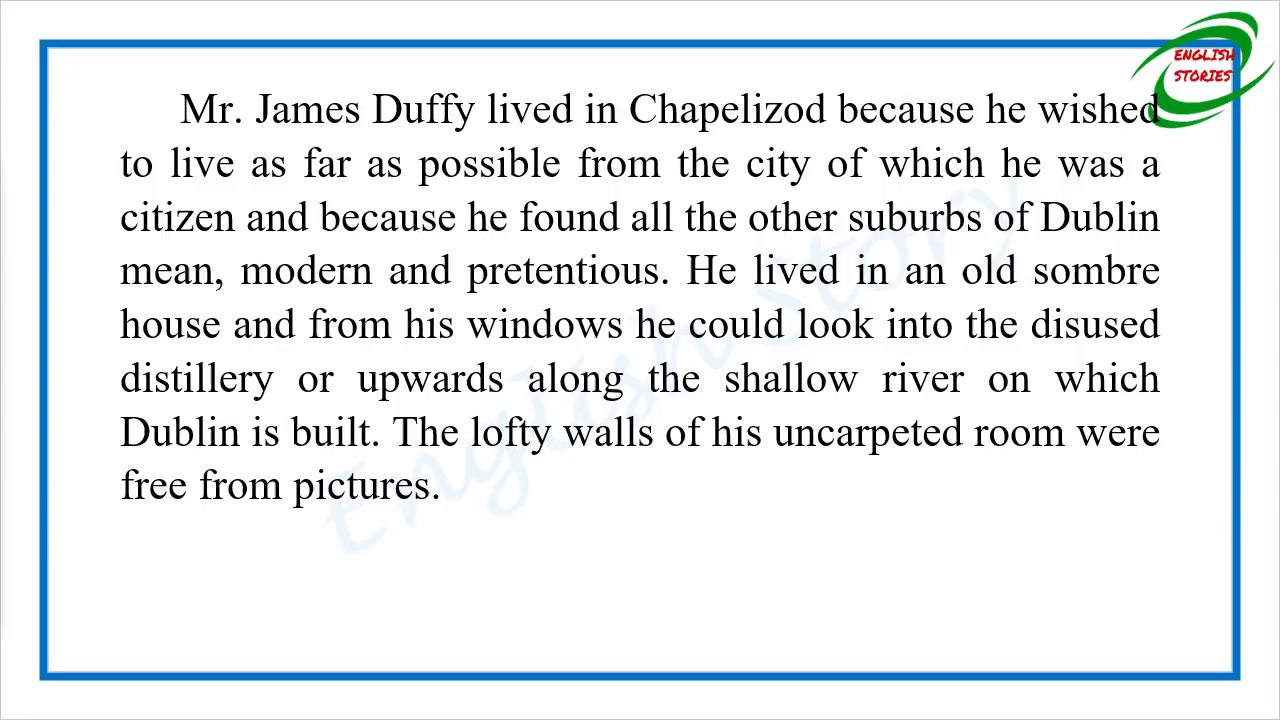 ENGLISH
STORIES
Mr. James Duffy lived in Chapelizod because he wished
to live as far as possible from the city of which he was a
citizen and because he found all the other suburbs of Dublin
mean, modern and pretentious. He lived in an old sombre
house and from his windows he could look into the disused
distillery or upwards along the shallow river on which
Dublin is built. The lofty walls of his uncarpeted room were
free from pictures.
English Story